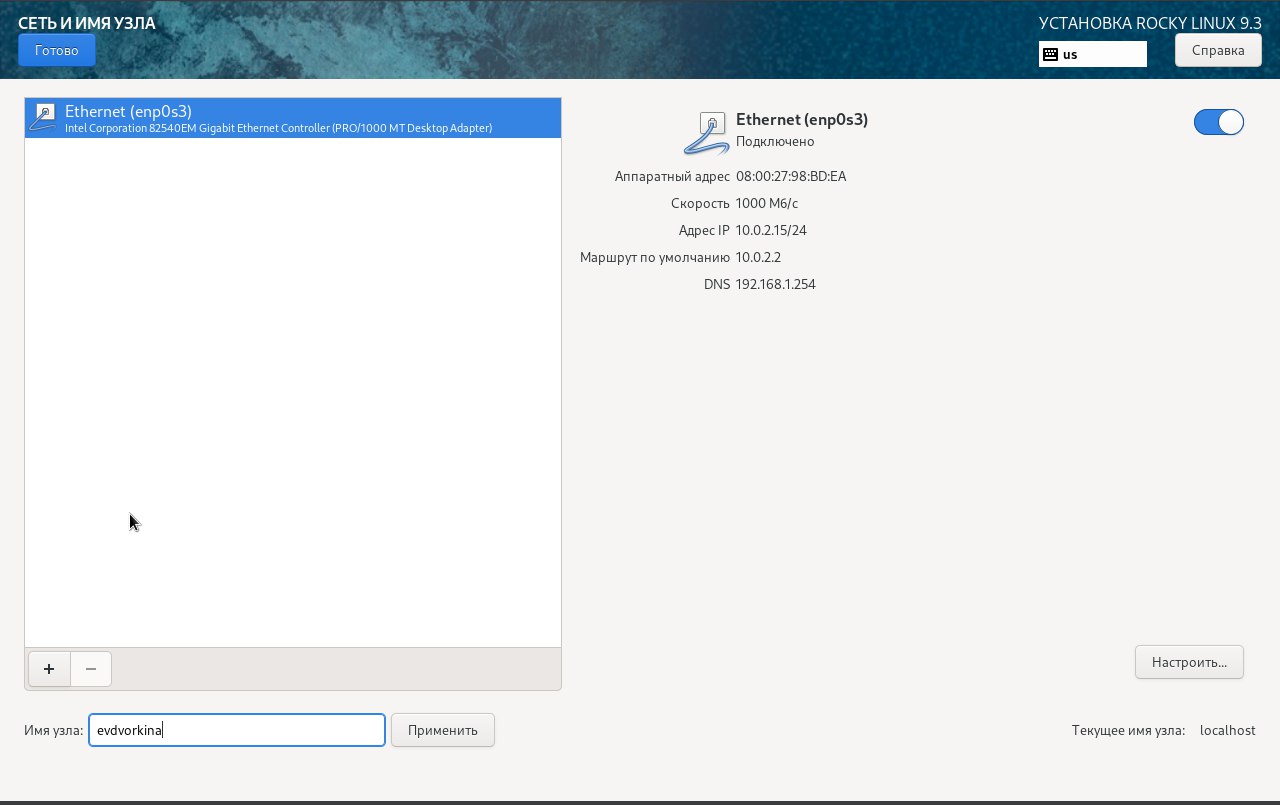 СЕТЬ И ИМЯ УЗЛА
УСТАНОВКА ROCKY LINUX 9.3
Готово
us
Справка
Ethernet (enp0s3)
Intel Corporation 82540EM Gigabit Ethernet Controller (PRO/1000 MT Desktop Adapter)
Ethernet (enp0s3)
Подключено
Аппаратный адрес 08:00:27:98:BD:EA
Скорость 1000 Мб/с
Адрес IP 10.0.2.15/24
Маршрут по умолчанию 10.0.2.2
DNS 192.168.1.254
+ −
Настроить...
Имя узла: evdvorkina Применить
Текущее имя узла: localhost